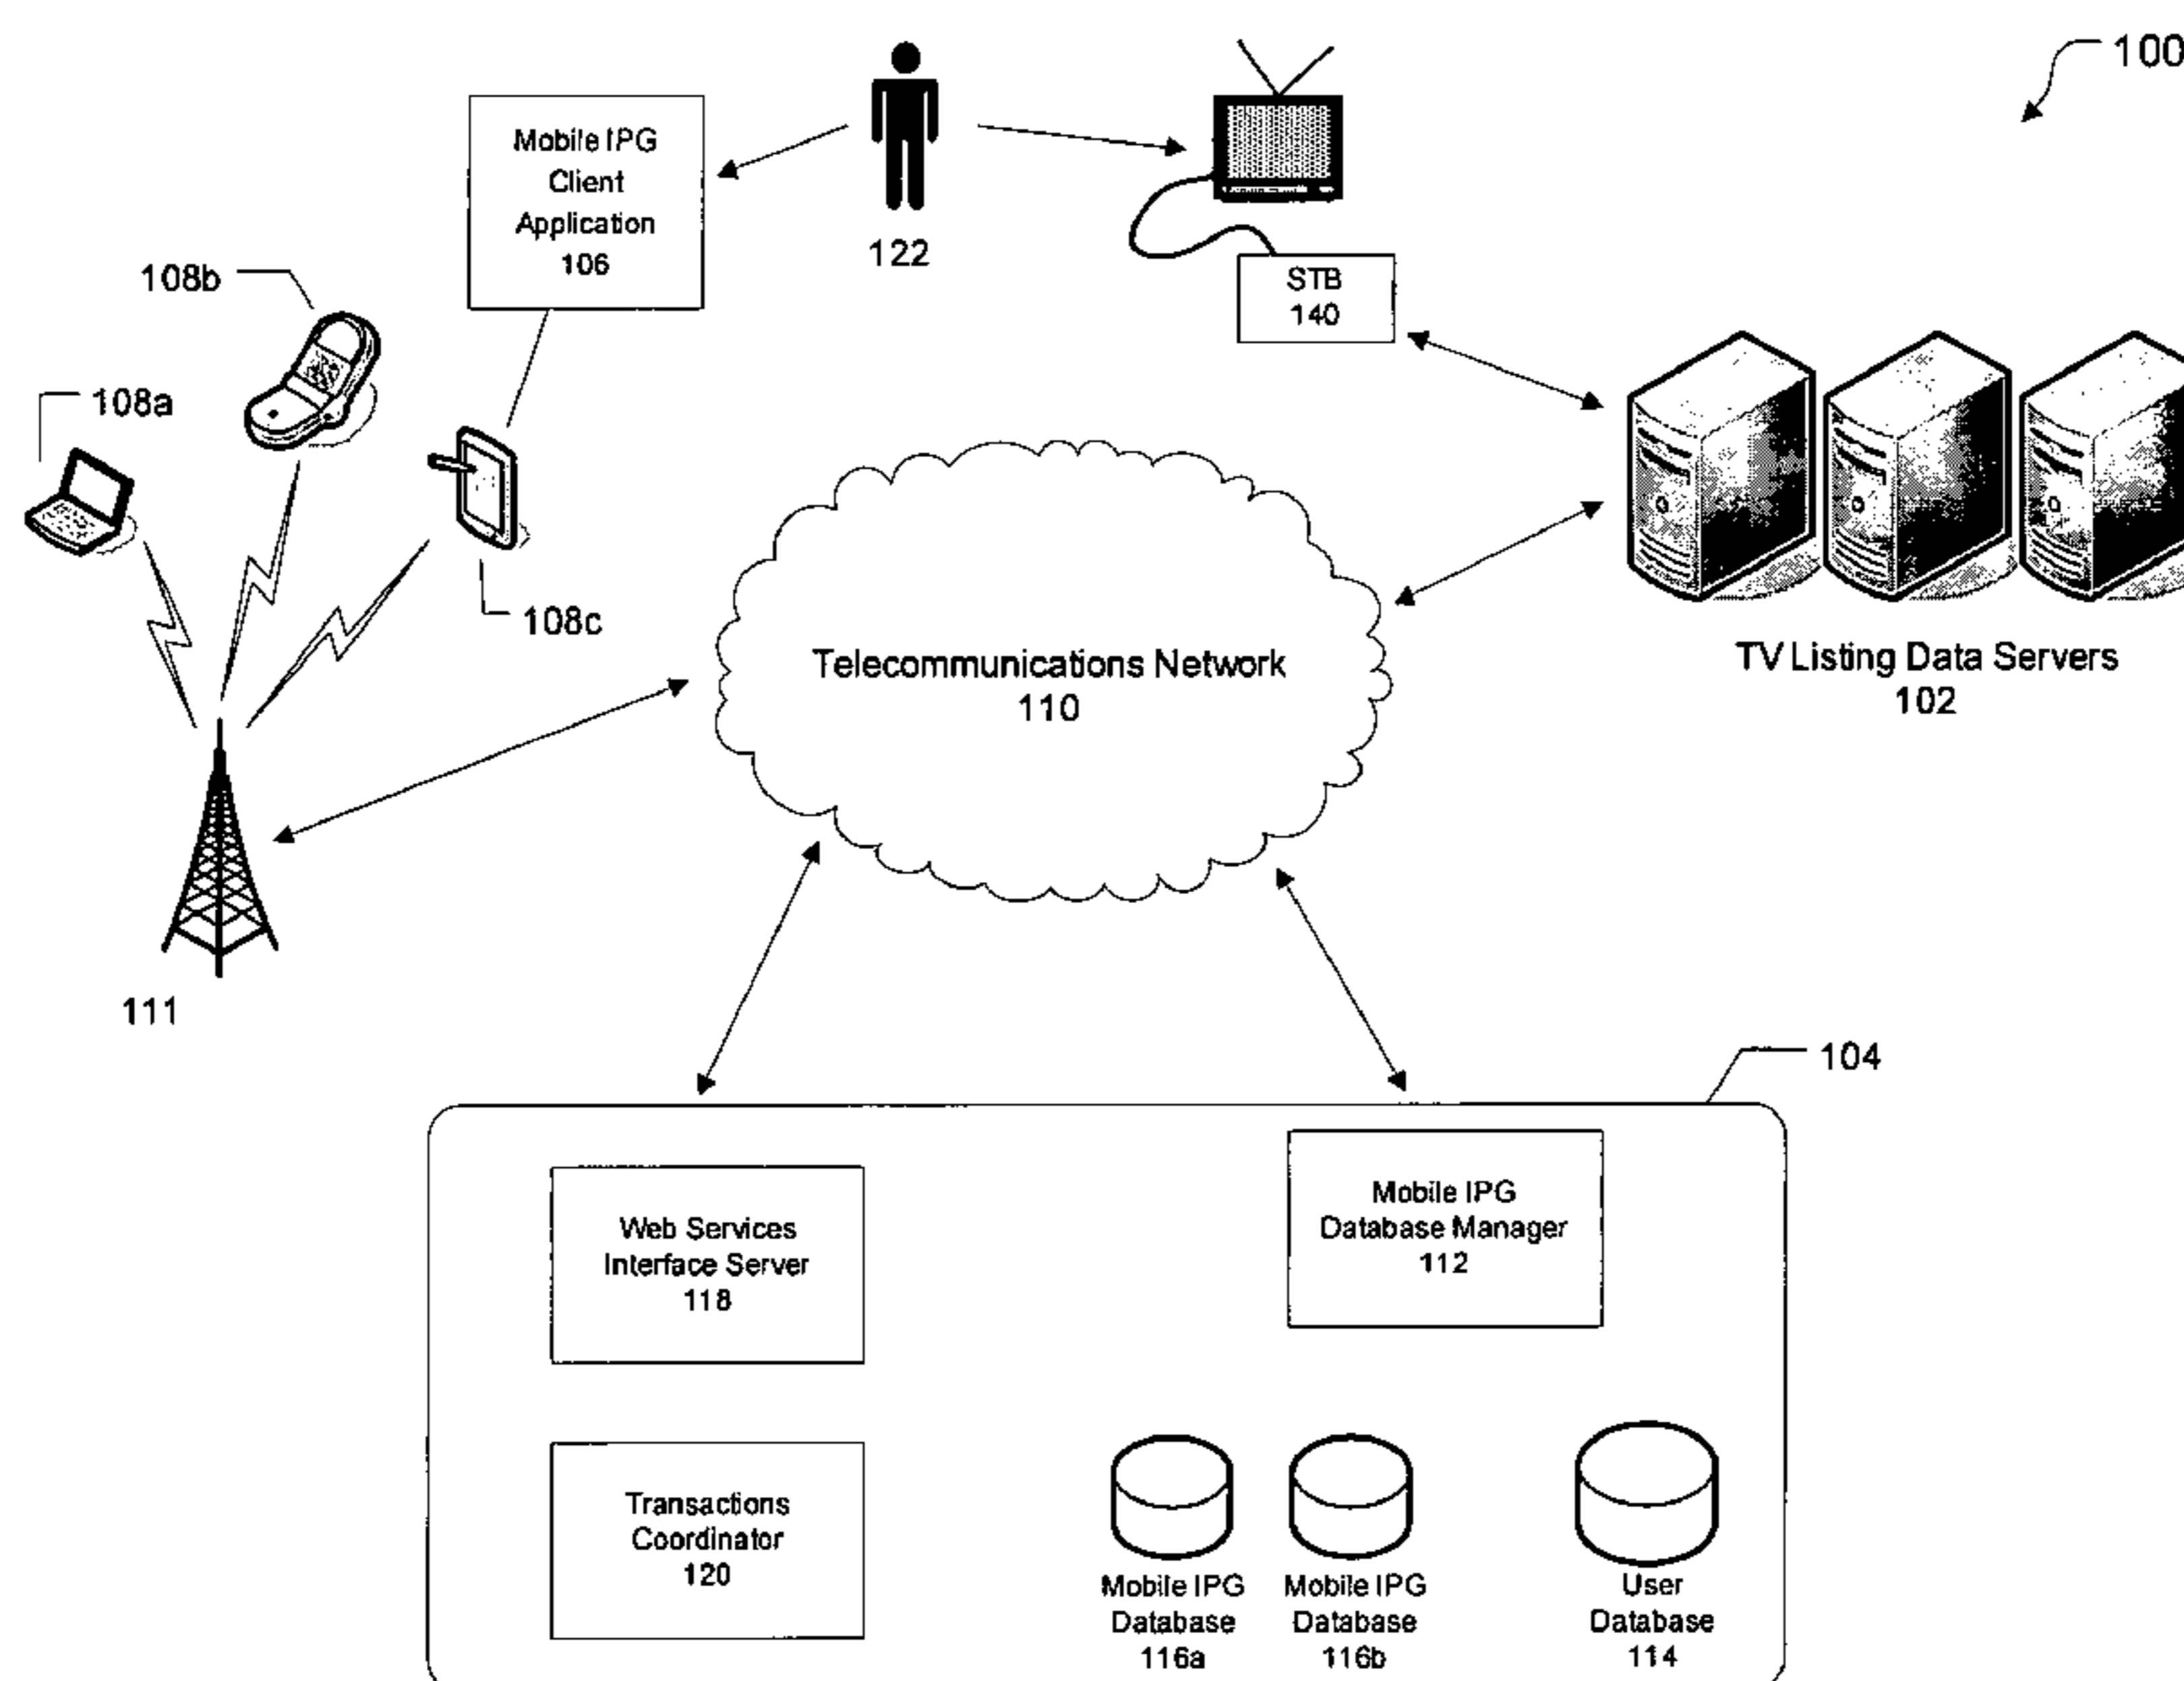 100
Mobile IPG
Client
Application
106
122
STB
140
108b
108a
108c
Telecommunications Network
110
TV Listing Data Servers
102
111
104
Web Services
Interface Server
118
Mobile IPG
Database Manager
112
Transactions
Coordinator
120
Mobile IPG
Database
116a
Mobile IPG
Database
116b
User
Database
114